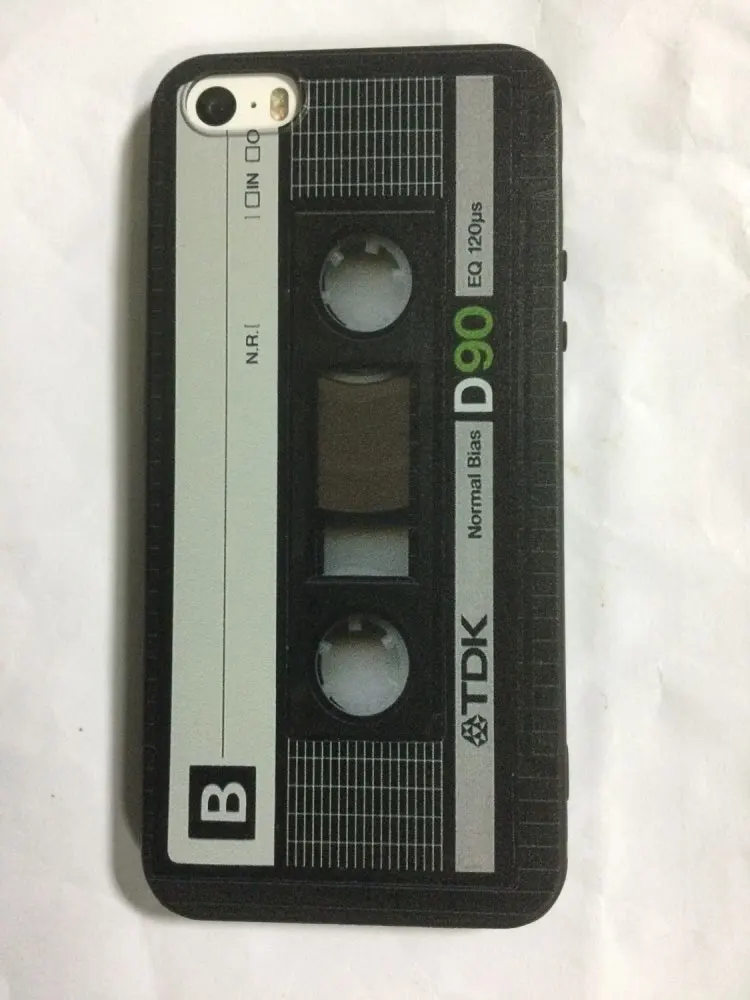 B
N.R.[ ] □IN □O
TDK Normal Bias D90 EQ 120µs